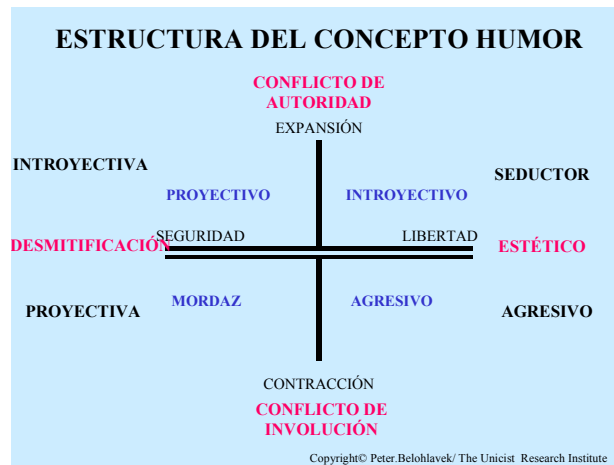 ESTRUCTURA DEL CONCEPTO HUMOR
CONFLICTO DE
AUTORIDAD
EXPANSIÓN
INTROYECTIVA
SEDUCTOR
PROYECTIVO
INTROYECTIVO
DESMITIFICACIÓN
SEGURIDAD
LIBERTAD
ESTÉTICO
PROYECTIVA
MORDAZ
AGRESIVO
AGRESIVO
CONTRACCIÓN
CONFLICTO DE
INVOLUCIÓN
Copyright© Peter.Belohlavek/ The Unicist Research Institute